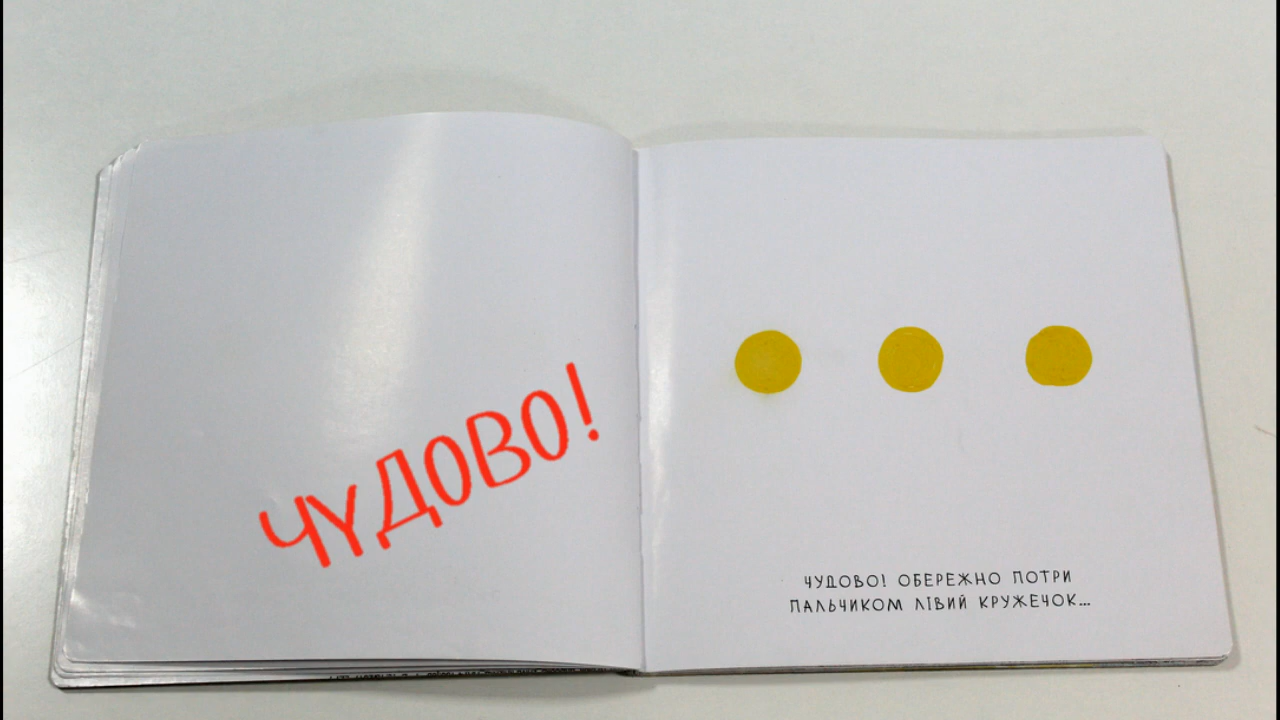 ЧУДОВО!
ЧУДОВО! ОБЕРЕЖНО ПОТРИ
ПАЛЬЧИКОМ ЛІВИЙ КРУЖЕЧОК...